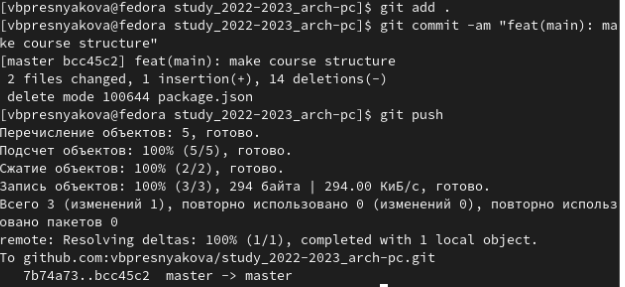 [vbpresnyakova@fedora study_2022-2023_arch-pc]$ git add .
[vbpresnyakova@fedora study_2022-2023_arch-pc]$ git commit -am "feat(main): ma
ke course structure"
[master bcc45c2] feat(main): make course structure
 2 files changed, 1 insertion(+), 14 deletions(-)
 delete mode 100644 package.json
[vbpresnyakova@fedora study_2022-2023_arch-pc]$ git push
Перечисление объектов: 5, готово.
Подсчет объектов: 100% (5/5), готово.
Сжатие объектов: 100% (2/2), готово.
Запись объектов: 100% (3/3), 294 байта | 294.00 КиБ/с, готово.
Всего 3 (изменений 1), повторно использовано 0 (изменений 0), повторно использ
овано пакетов 0
remote: Resolving deltas: 100% (1/1), completed with 1 local object.
To github.com:vbpresnyakova/study_2022-2023_arch-pc.git
   7b74a73..bcc45c2  master -> master